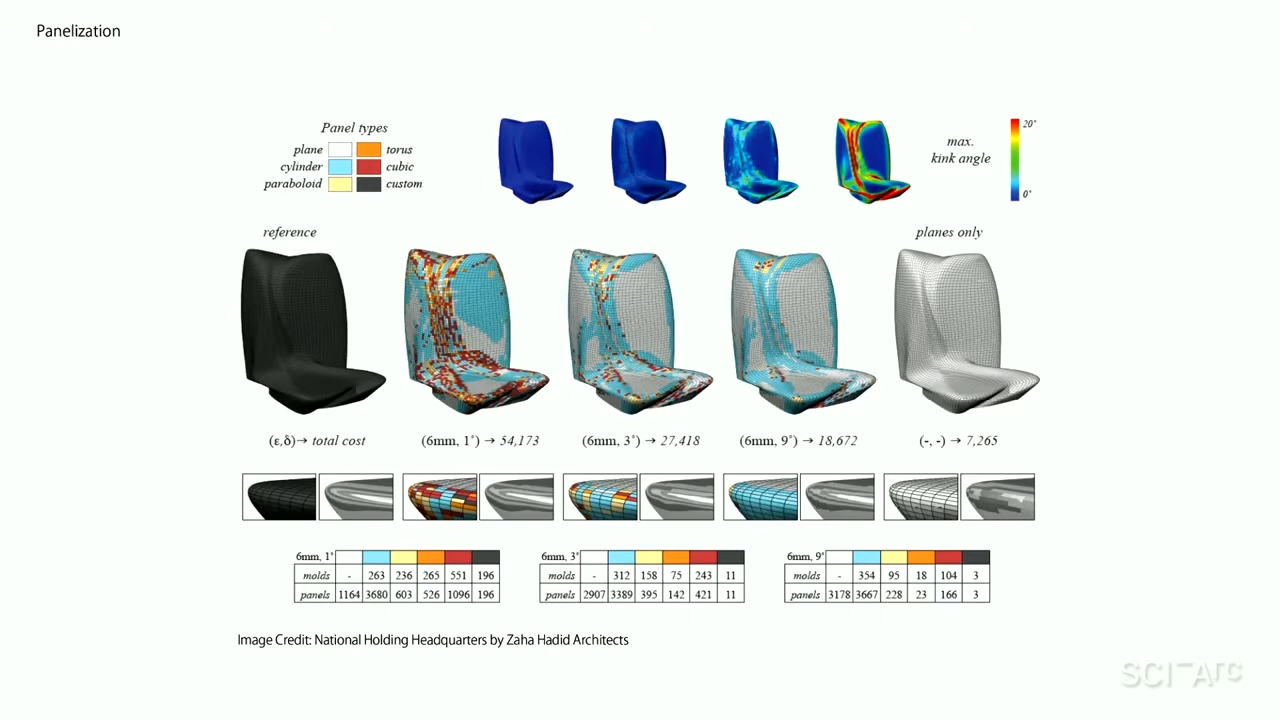 Panelization
Panel types
plane torus
cylinder cubic
paraboloid custom
max.
kink angle
20°
0°
reference
planes only
(ε,δ)→ total cost
(6mm, 1°) → 54,173
(6mm, 3°) → 27,418
(6mm, 9°) → 18,672
(-, -) → 7,265
6mm, 1°
molds - 263 236 265 551 196
panels 1164 3680 603 526 1096 196
6mm, 3°
molds - 312 158 75 243 11
panels 2907 3389 395 142 421 11
6mm, 9°
molds - 354 95 18 104 3
panels 3178 3667 228 23 166 3
Image Credit: National Holding Headquarters by Zaha Hadid Architects
SCI-Arc